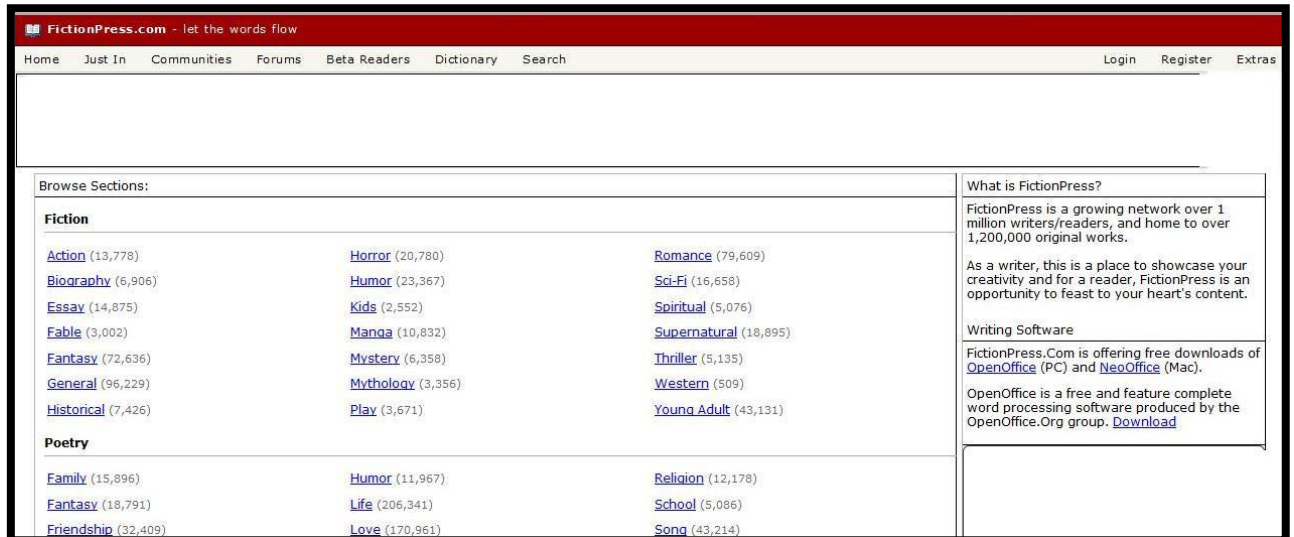 FictionPress.com - let the words flow
Home Just In Communities Forums Beta Readers Dictionary Search Login Register Extras
Browse Sections:
Fiction
Action (13,778) Horror (20,780) Romance (79,609)
Biography (6,906) Humor (23,367) Sci-Fi (16,658)
Essay (14,875) Kids (2,552) Spiritual (5,076)
Fable (3,002) Manga (10,832) Supernatural (18,895)
Fantasy (72,636) Mystery (6,358) Thriller (5,135)
General (96,229) Mythology (3,356) Western (509)
Historical (7,426) Play (3,671) Young Adult (43,131)
Poetry
Family (15,896) Humor (11,967) Religion (12,178)
Fantasy (18,791) Life (206,341) School (5,086)
Friendship (32,409) Love (170,961) Song (43,214)
What is FictionPress?
FictionPress is a growing network over 1
million writers/readers, and home to over
1,200,000 original works.
As a writer, this is a place to showcase your
creativity and for a reader, FictionPress is an
opportunity to feast to your heart's content.
Writing Software
FictionPress.Com is offering free downloads of
OpenOffice (PC) and NeoOffice (Mac).
OpenOffice is a free and feature complete
word processing software produced by the
OpenOffice.Org group. Download